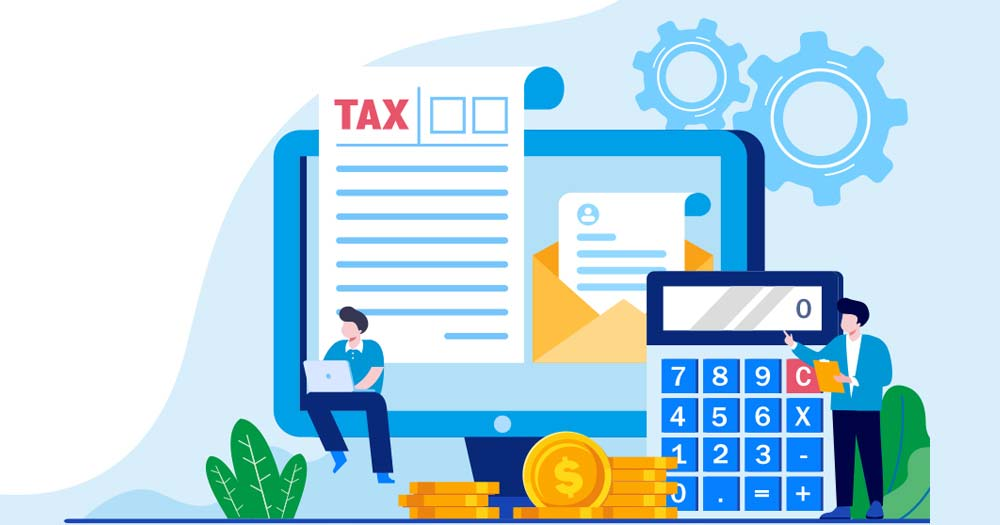 TAX
0
7 8 9 C
4 5 6 X
1 2 3 -
0 . = +
$